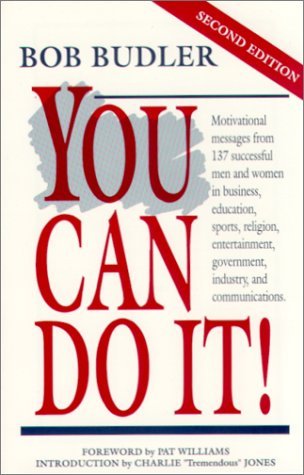 SECOND EDITION
BOB BUDLER
YOU
CAN
DO IT!
Motivational
messages from
137 successful
men and women
in business,
education,
sports, religion,
entertainment,
government,
industry, and
communications.
FOREWORD by PAT WILLIAMS
INTRODUCTION by CHARLIE "Tremendous" JONES